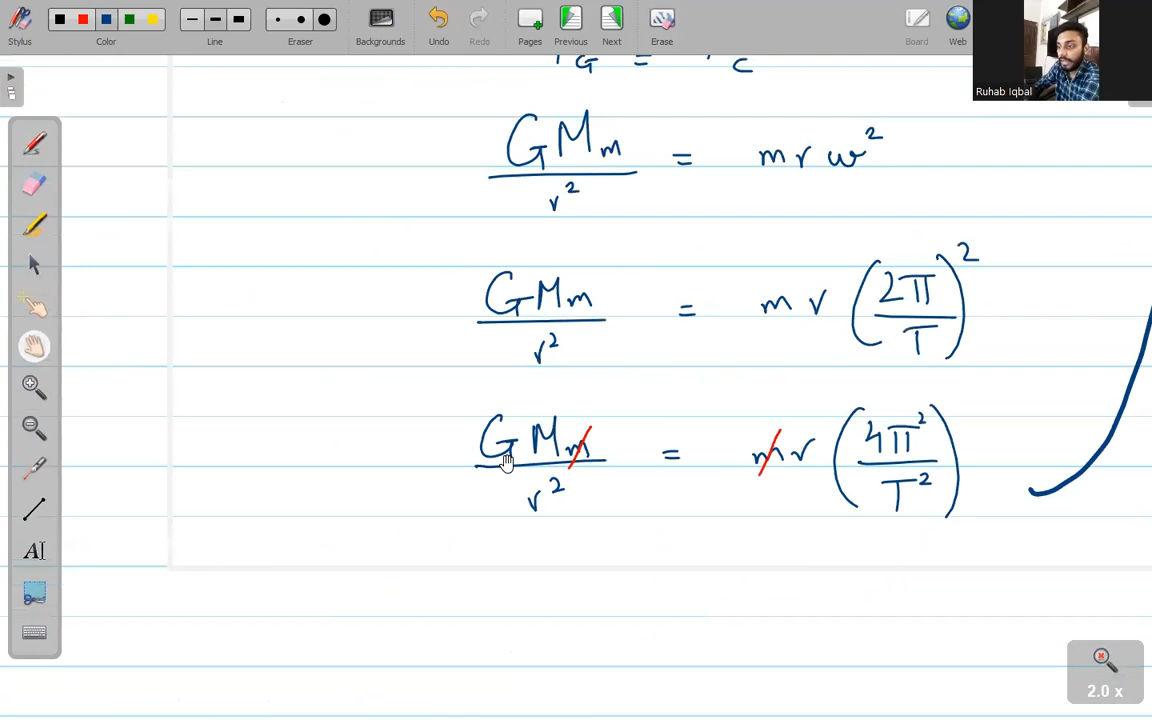 Stylus Color Line Eraser Backgrounds Undo Redo Pages Previous Next Erase Board Web
Ruhab Iqbal
G = C
GMm/r² = m r ω²
GMm/r² = m r (2π/T)²
GMm/r² = m r (4π²/T²)
AI
2.0 x